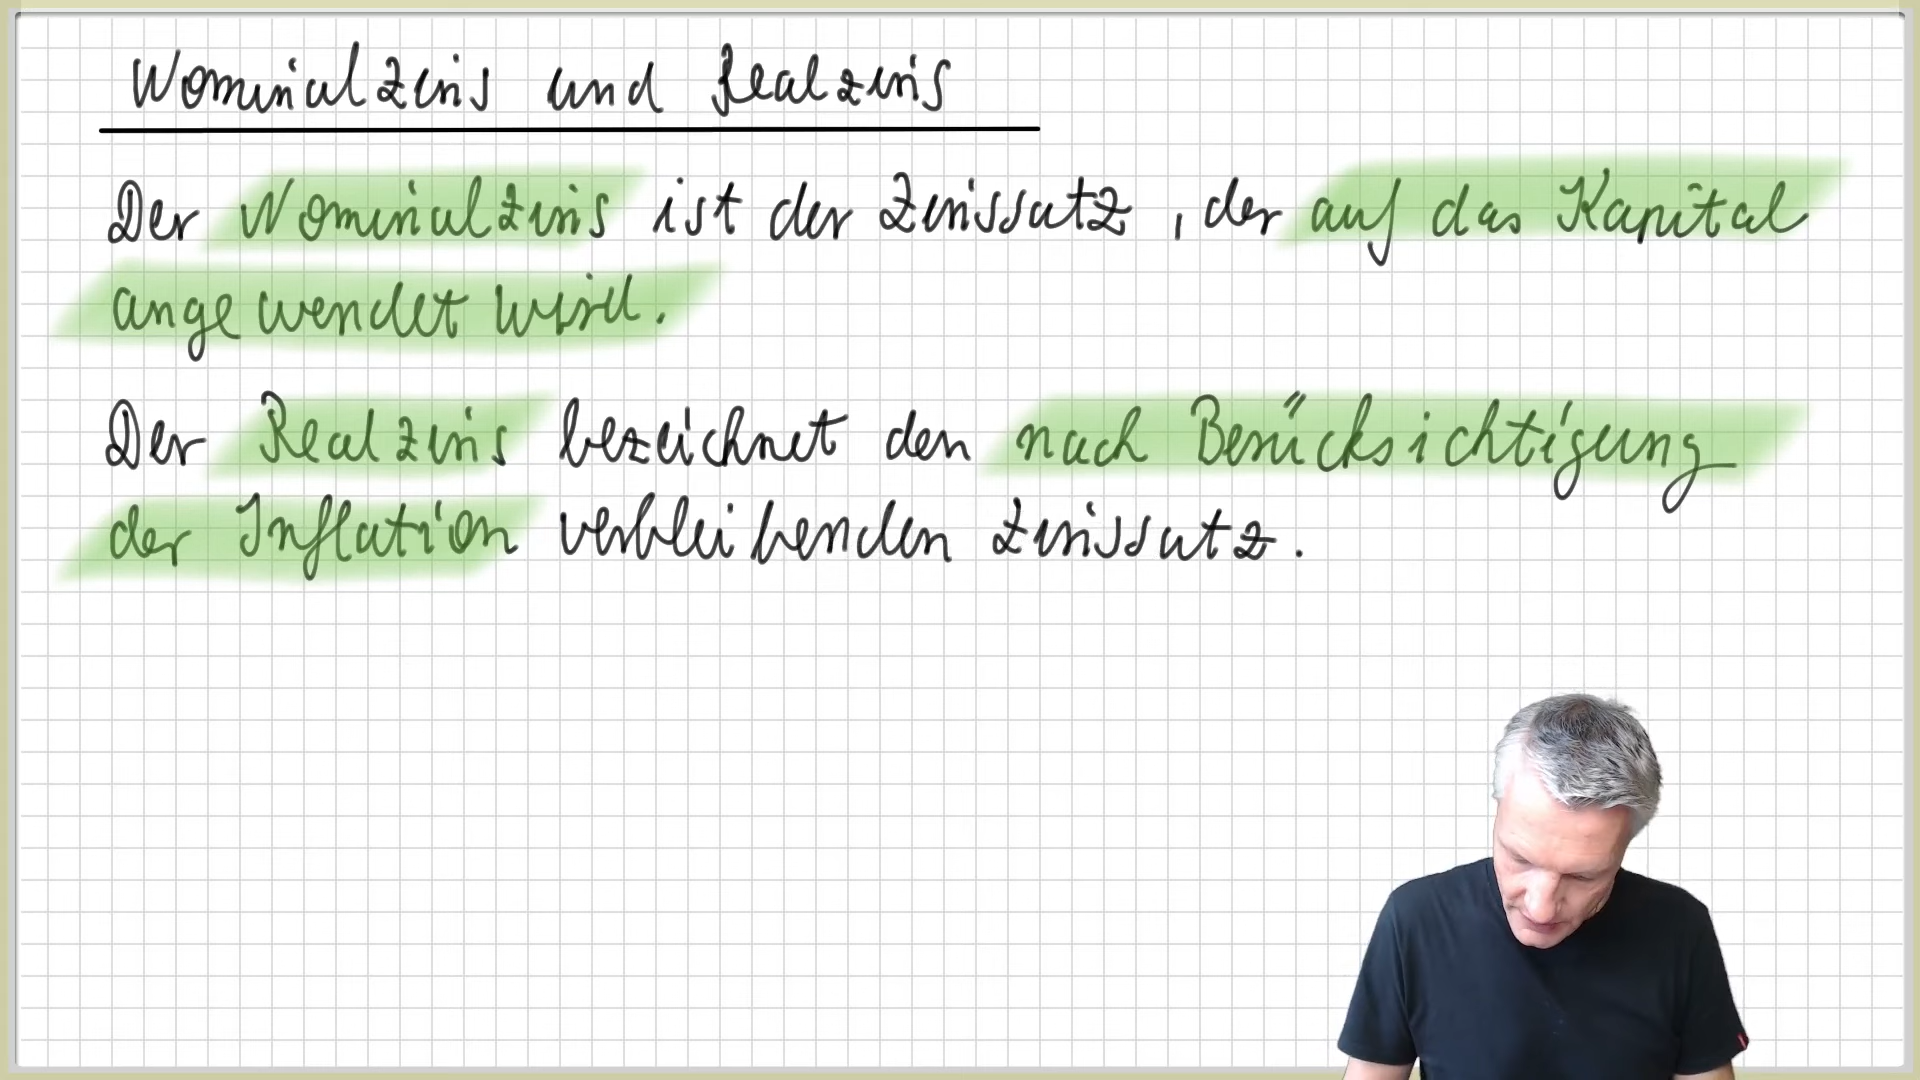 Nominalzins und Realzins
Der Nominalzins ist der Zinssatz, der auf das Kapital
angewendet wird.
Der Realzins bezeichnet den nach Berücksichtigung
der Inflation verbleibenden Zinssatz.